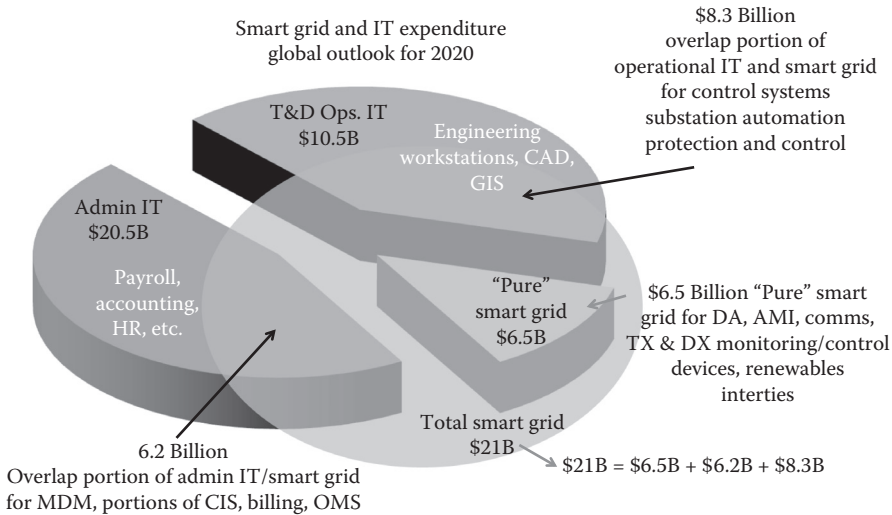 Smart grid and IT expenditure
global outlook for 2020
$8.3 Billion
overlap portion of
operational IT and smart grid
for control systems
substation automation
protection and control
T&D Ops. IT
$10.5B
Engineering
workstations, CAD,
GIS
Admin IT
$20.5B
Payroll,
accounting,
HR, etc.
“Pure”
smart grid
$6.5B
$6.5 Billion “Pure” smart
grid for DA, AMI, comms,
TX & DX monitoring/control
devices, renewables
interties
Total smart grid
$21B
$21B = $6.5B + $6.2B + $8.3B
6.2 Billion
Overlap portion of admin IT/smart grid
for MDM, portions of CIS, billing, OMS